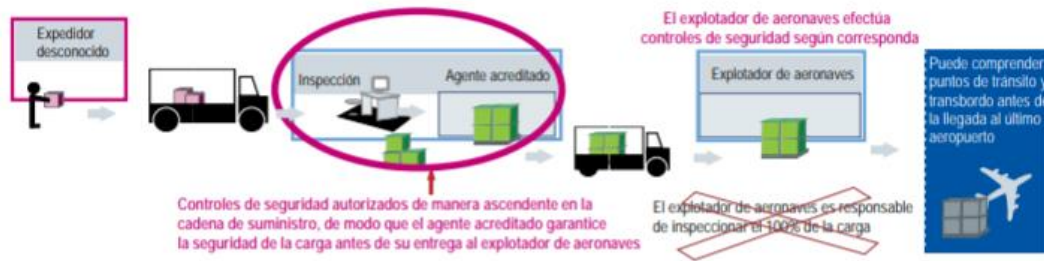 Expedidor
desconocido
Inspección
Agente acreditado
Controles de seguridad autorizados de manera ascendente en la
cadena de suministro, de modo que el agente acreditado garantice
la seguridad de la carga antes de su entrega al explotador de aeronaves
El explotador de aeronaves efectúa
controles de seguridad según corresponda
Explotador de aeronaves
El explotador de aeronaves es responsable
de inspeccionar el 100% de la carga
Puede comprender
puntos de tránsito y
transbordo antes de
la llegada al último
aeropuerto